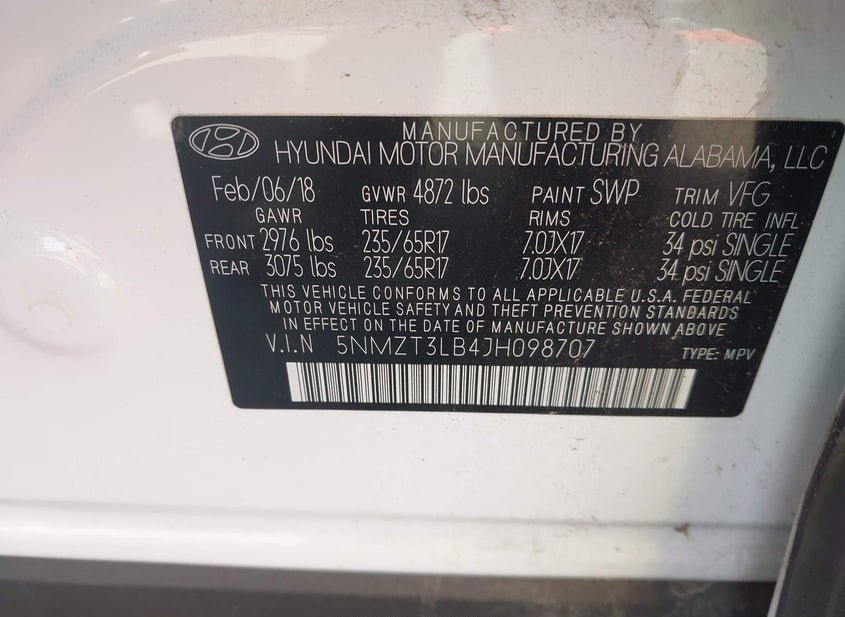 MANUFACTURED BY
HYUNDAI MOTOR MANUFACTURING ALABAMA, LLC
Feb/06/18 GVWR 4872 lbs PAINT SWP TRIM VFG
GAWR TIRES RIMS COLD TIRE INFL
FRONT 2976 lbs 235/65R17 7.0JX17 34 psi SINGLE
REAR 3075 lbs 235/65R17 7.0JX17 34 psi SINGLE
THIS VEHICLE CONFORMS TO ALL APPLICABLE U.S.A. FEDERAL
MOTOR VEHICLE SAFETY AND THEFT PREVENTION STANDARDS
IN EFFECT ON THE DATE OF MANUFACTURE SHOWN ABOVE
V.I.N 5NMZT3LB4JH098707 TYPE: MPV